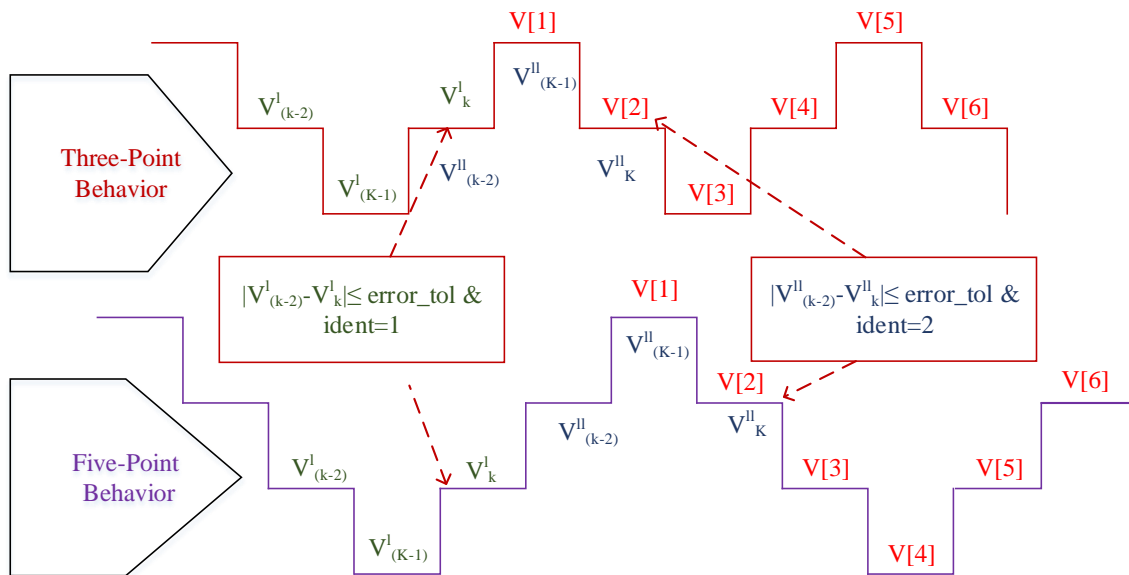 V[1]
V[5]
V^l_(k-2)
V^l_k
V^ll_(K-1)
V[2]
V[4]
V[6]
Three-Point
Behavior
V^l_(K-1)
V^ll_(k-2)
V^ll_K
V[3]
|V^l_(k-2)-V^l_k|≤ error_tol &
ident=1
|V^ll_(k-2)-V^ll_k|≤ error_tol &
ident=2
V[1]
V^ll_(K-1)
V[2]
V[6]
V^ll_(k-2)
V^ll_K
Five-Point
Behavior
V^l_(k-2)
V^l_k
V[3]
V[5]
V^l_(K-1)
V[4]